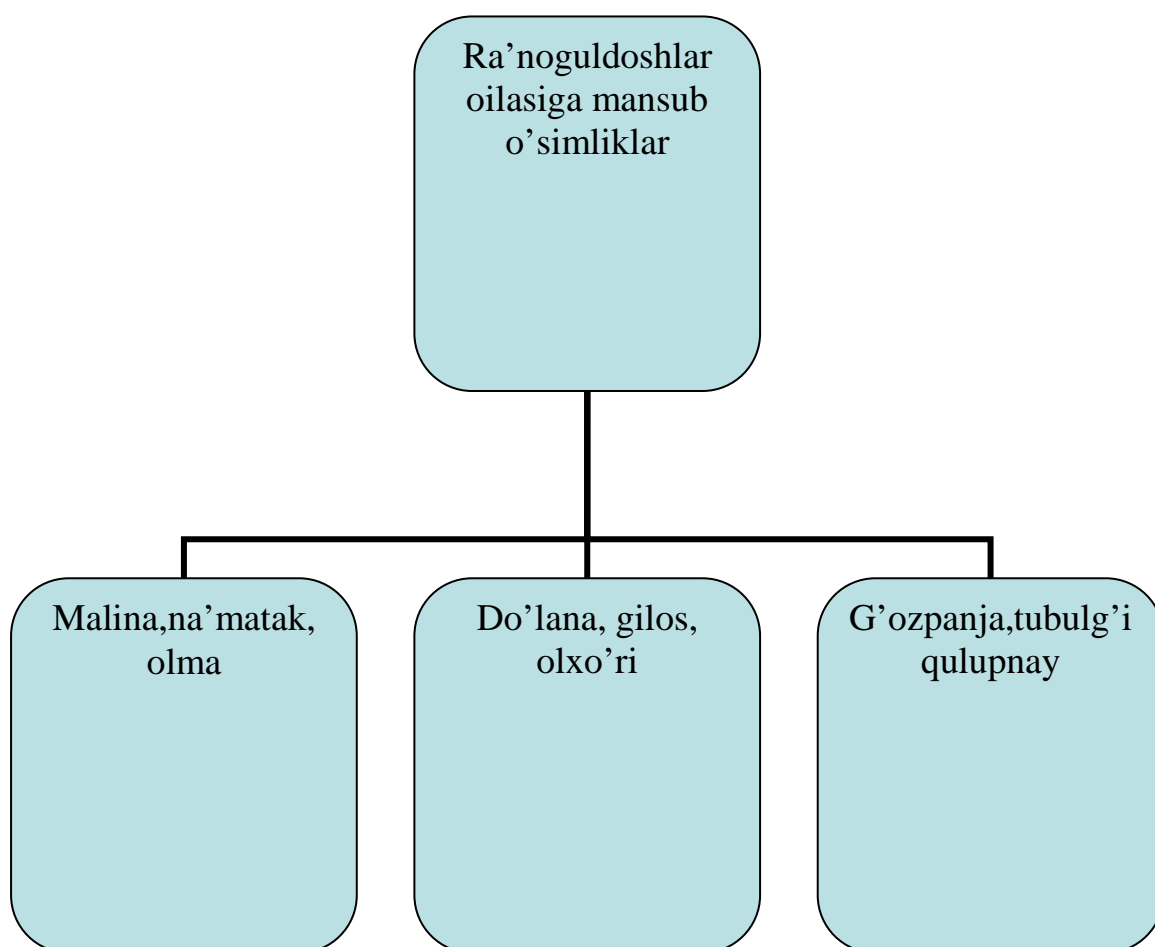 Ra’noguldoshlar
oilasiga mansub
o’simliklar
Malina,na’matak,
olma
Do’lana, gilos,
olxo’ri
G’ozpanja,tubulg’i
qulupnay